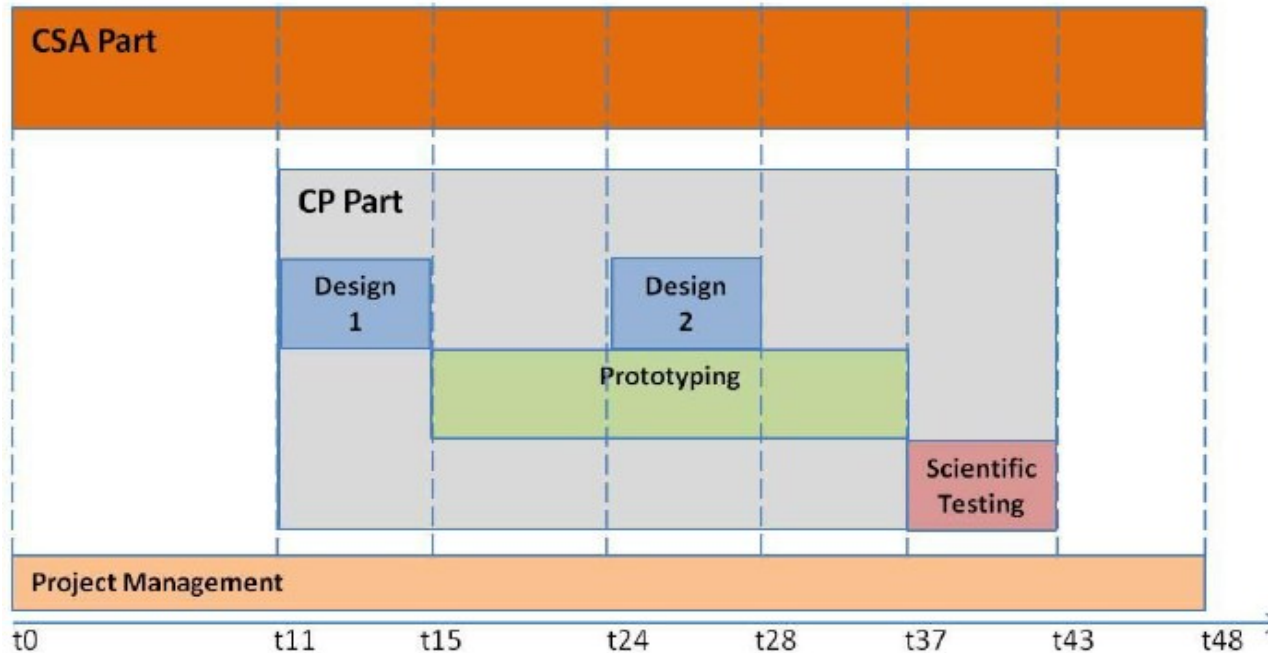 CSA Part
CP Part
Design
1
Design
2
Prototyping
Scientific
Testing
Project Management
t0 t11 t15 t24 t28 t37 t43 t48